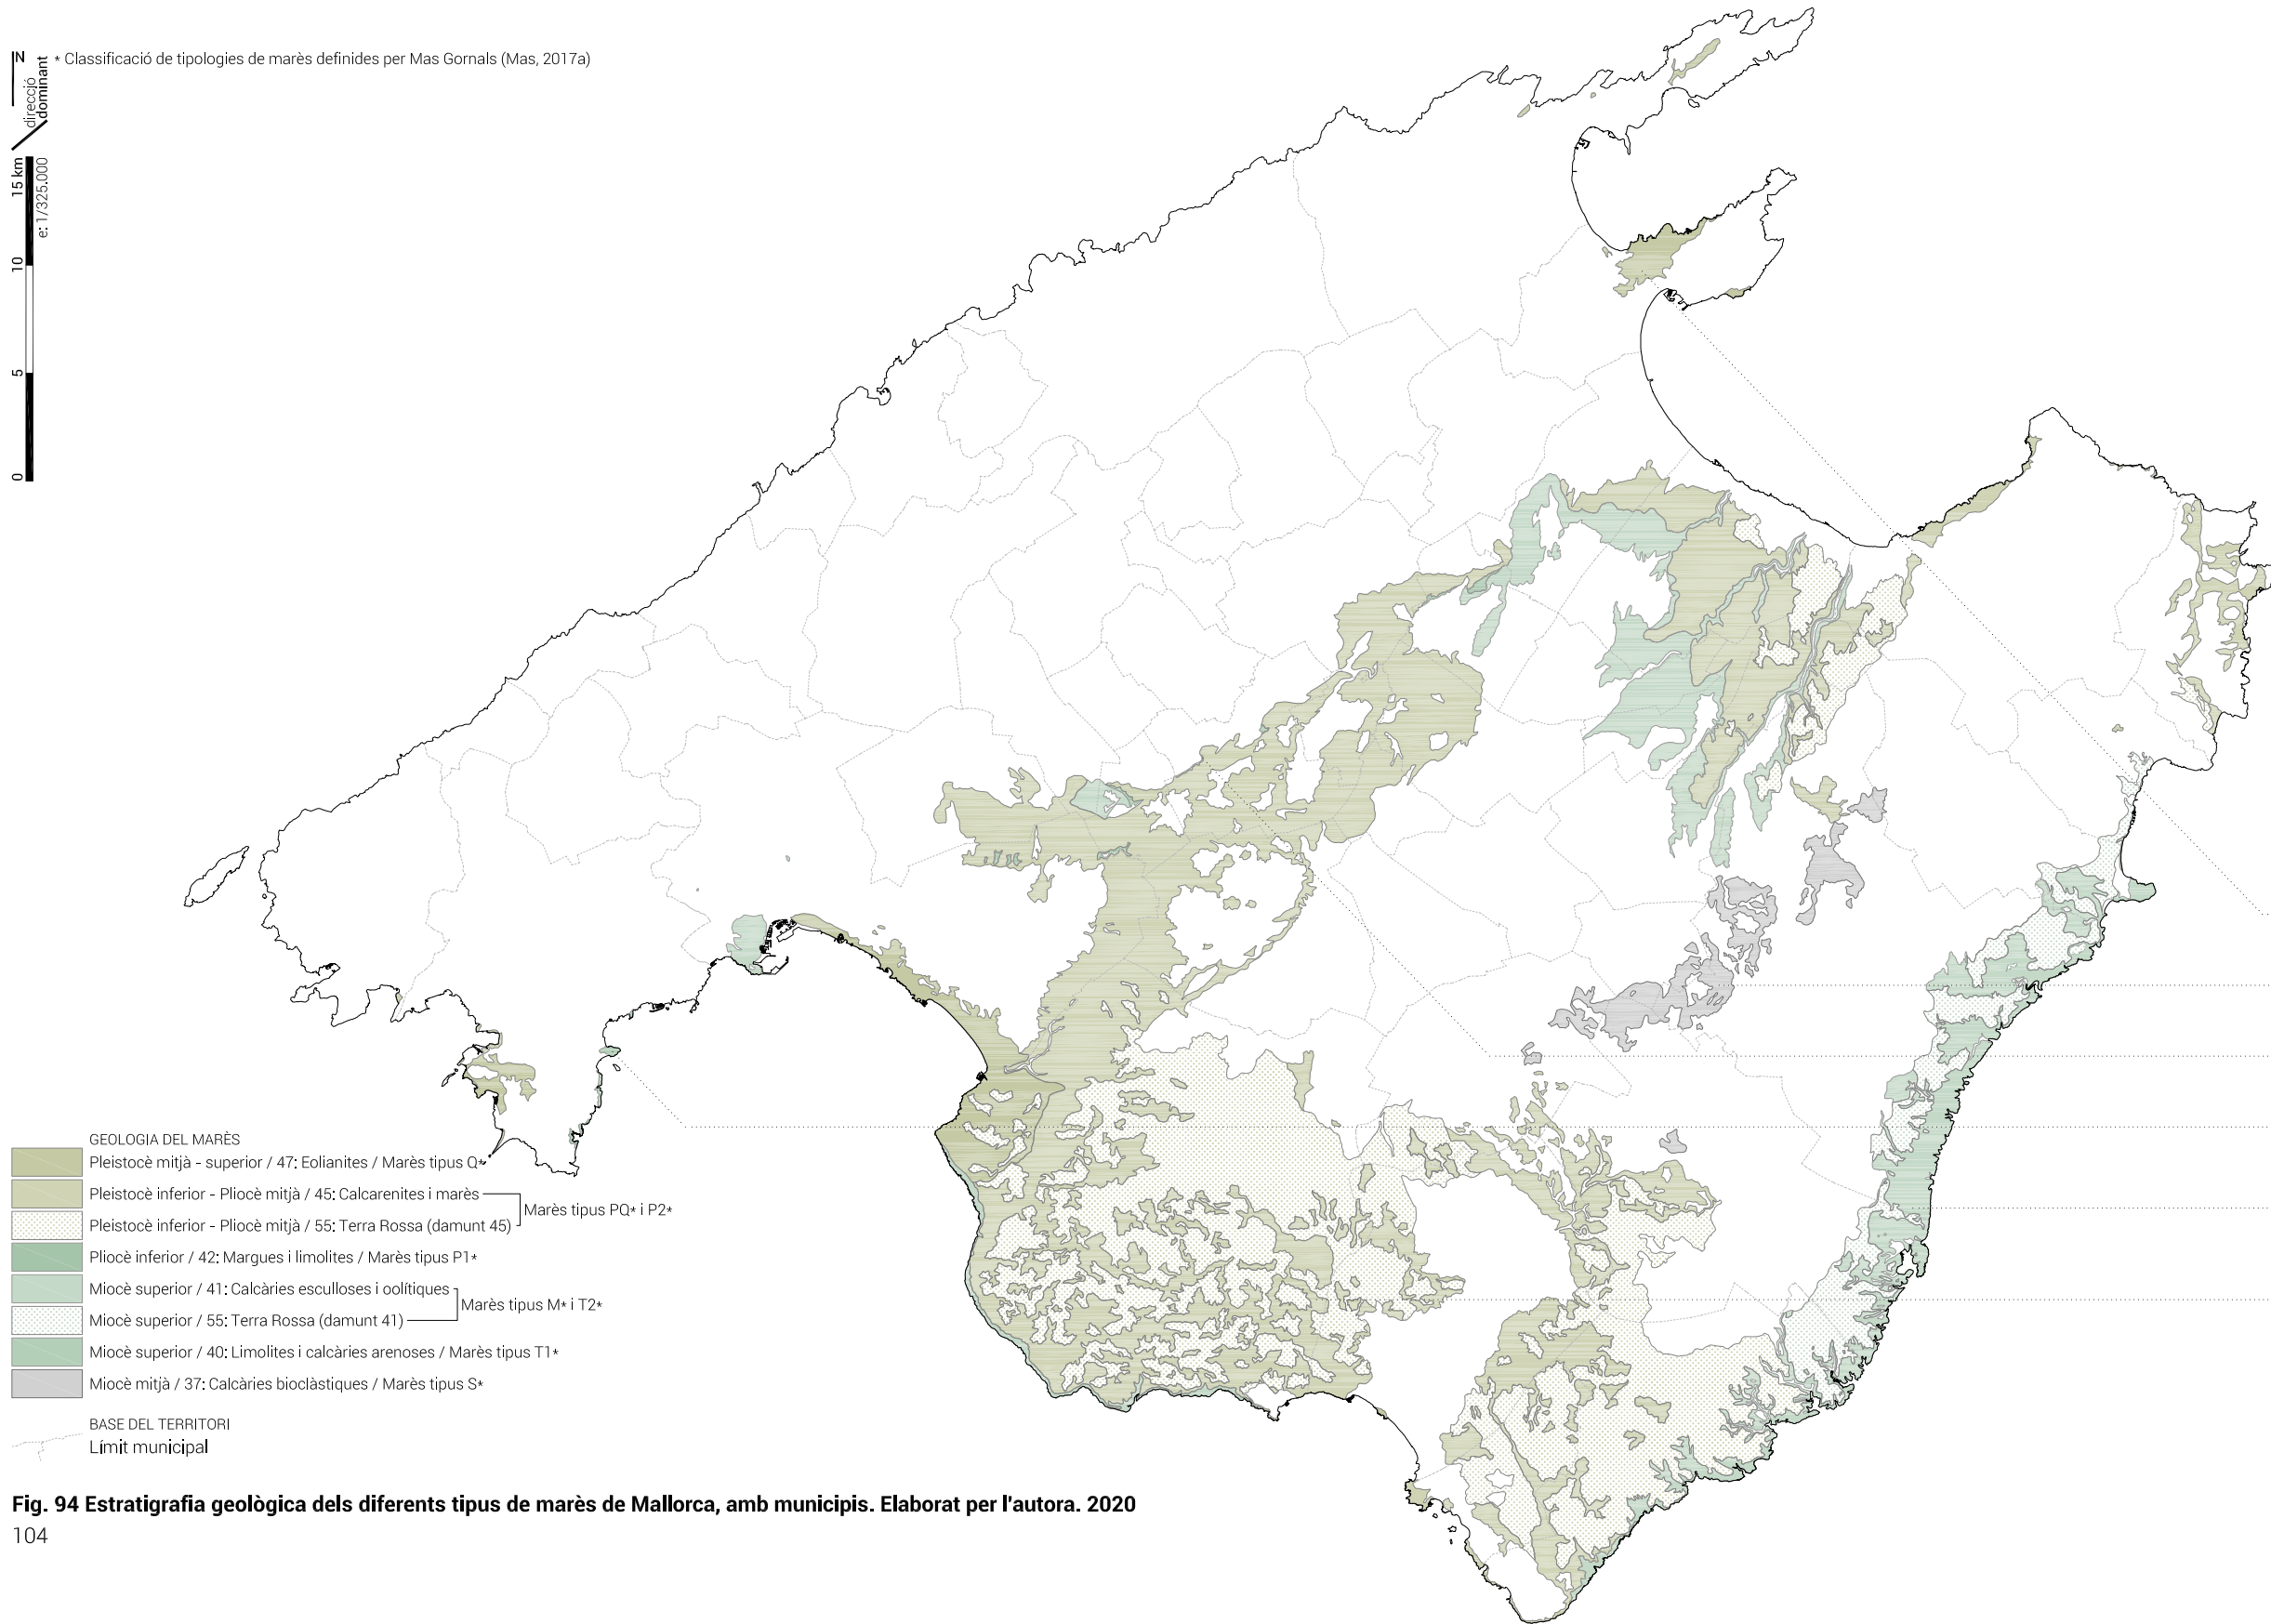 N
direcció
dominant
* Classificació de tipologies de marès definides per Mas Gornals (Mas, 2017a)
15 km
10
5
0
e: 1/325.000
GEOLOGIA DEL MARÈS
Pleistocè mitjà - superior / 47: Eolianites / Marès tipus Q*
Pleistocè inferior - Pliocè mitjà / 45: Calcarenites i marès
Marès tipus PQ* i P2*
Pleistocè inferior - Pliocè mitjà / 55: Terra Rossa (damunt 45)
Pliocè inferior / 42: Margues i limolites / Marès tipus P1*
Miocè superior / 41: Calcàries esculloses i oolítiques
Marès tipus M* i T2*
Miocè superior / 55: Terra Rossa (damunt 41)
Miocè superior / 40: Limolites i calcàries arenoses / Marès tipus T1*
Miocè mitjà / 37: Calcàries bioclàstiques / Marès tipus S*
BASE DEL TERRITORI
Límit municipal
Fig. 94 Estratigrafia geològica dels diferents tipus de marès de Mallorca, amb municipis. Elaborat per l'autora. 2020
104